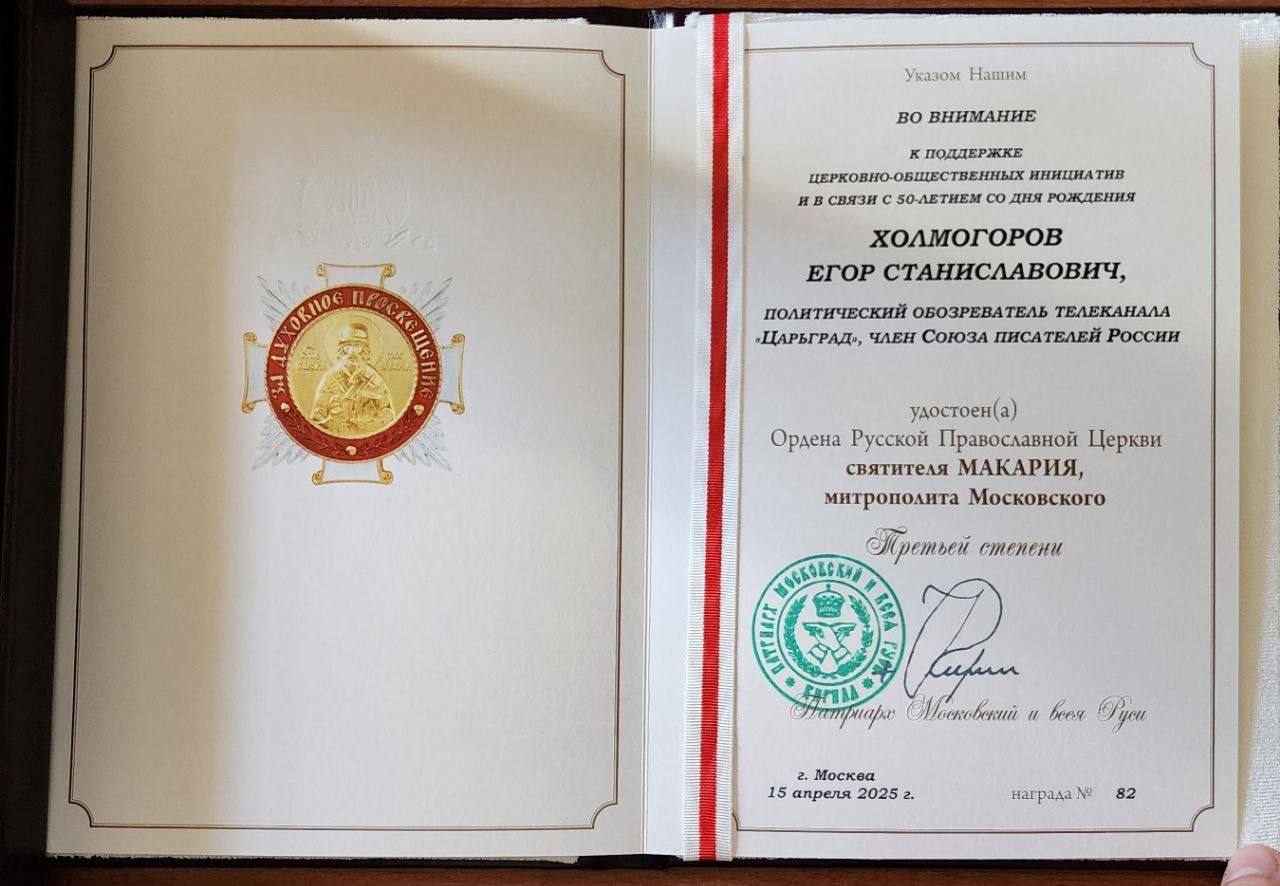 ЗА ДУХОВНОЕ ПРОСВЕЩЕНИЕ
Указом Нашим
ВО ВНИМАНИЕ
К ПОДДЕРЖКЕ
ЦЕРКОВНО-ОБЩЕСТВЕННЫХ ИНИЦИАТИВ
И В СВЯЗИ С 50-ЛЕТИЕМ СО ДНЯ РОЖДЕНИЯ
ХОЛМОГОРОВ
ЕГОР СТАНИСЛАВОВИЧ,
ПОЛИТИЧЕСКИЙ ОБОЗРЕВАТЕЛЬ ТЕЛЕКАНАЛА
«ЦАРЬГРАД», ЧЛЕН СОЮЗА ПИСАТЕЛЕЙ РОССИИ
удостоен(а)
Ордена Русской Православной Церкви
святителя МАКАРИЯ,
митрополита Московского
Третьей степени
ПАТРИАРХ МОСКОВСКИЙ И ВСЕЯ РУСИ
КИРИЛЛ
Патриарх Московский и всея Руси
г. Москва
15 апреля 2025 г.
награда № 82